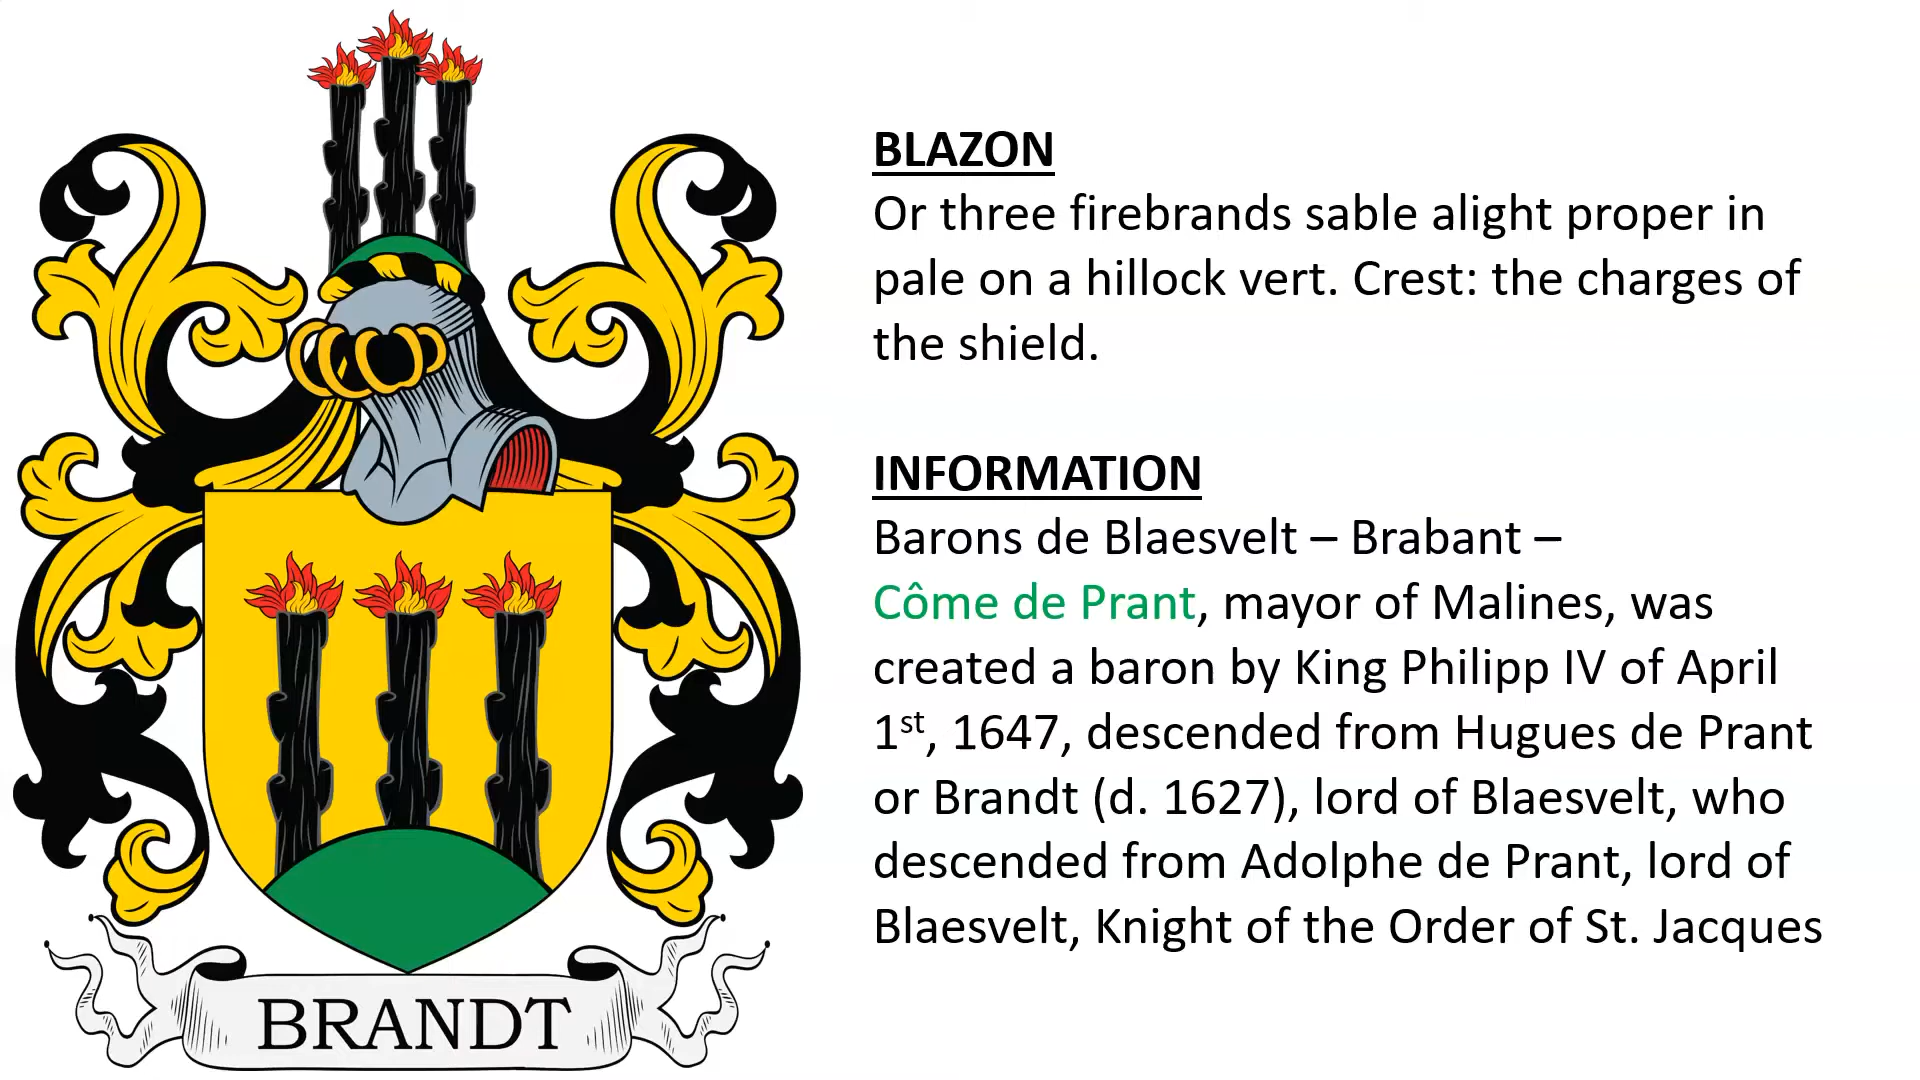 BLAZON
Or three firebrands sable alight proper in
pale on a hillock vert. Crest: the charges of
the shield.
INFORMATION
Barons de Blaesvelt – Brabant –
Côme de Prant, mayor of Malines, was
created a baron by King Philipp IV of April
1st, 1647, descended from Hugues de Prant
or Brandt (d. 1627), lord of Blaesvelt, who
descended from Adolphe de Prant, lord of
Blaesvelt, Knight of the Order of St. Jacques
BRANDT